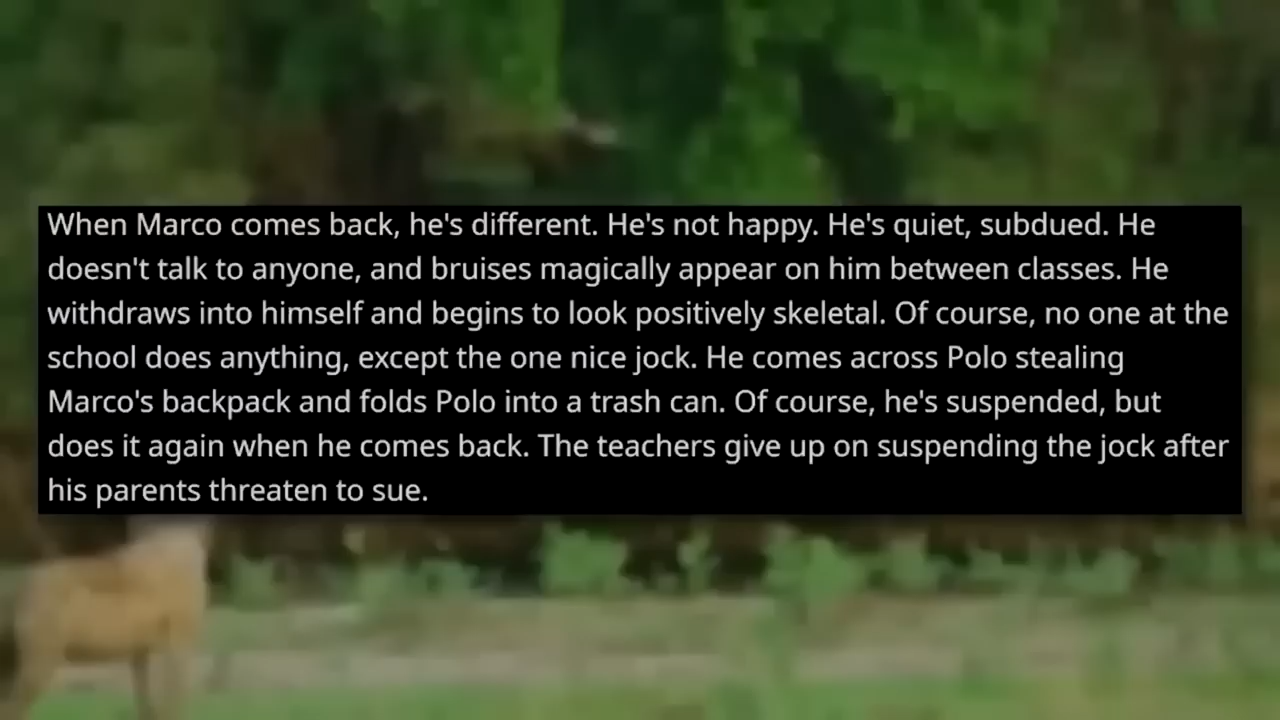 When Marco comes back, he's different. He's not happy. He's quiet, subdued. He
doesn't talk to anyone, and bruises magically appear on him between classes. He
withdraws into himself and begins to look positively skeletal. Of course, no one at the
school does anything, except the one nice jock. He comes across Polo stealing
Marco's backpack and folds Polo into a trash can. Of course, he's suspended, but
does it again when he comes back. The teachers give up on suspending the jock after
his parents threaten to sue.